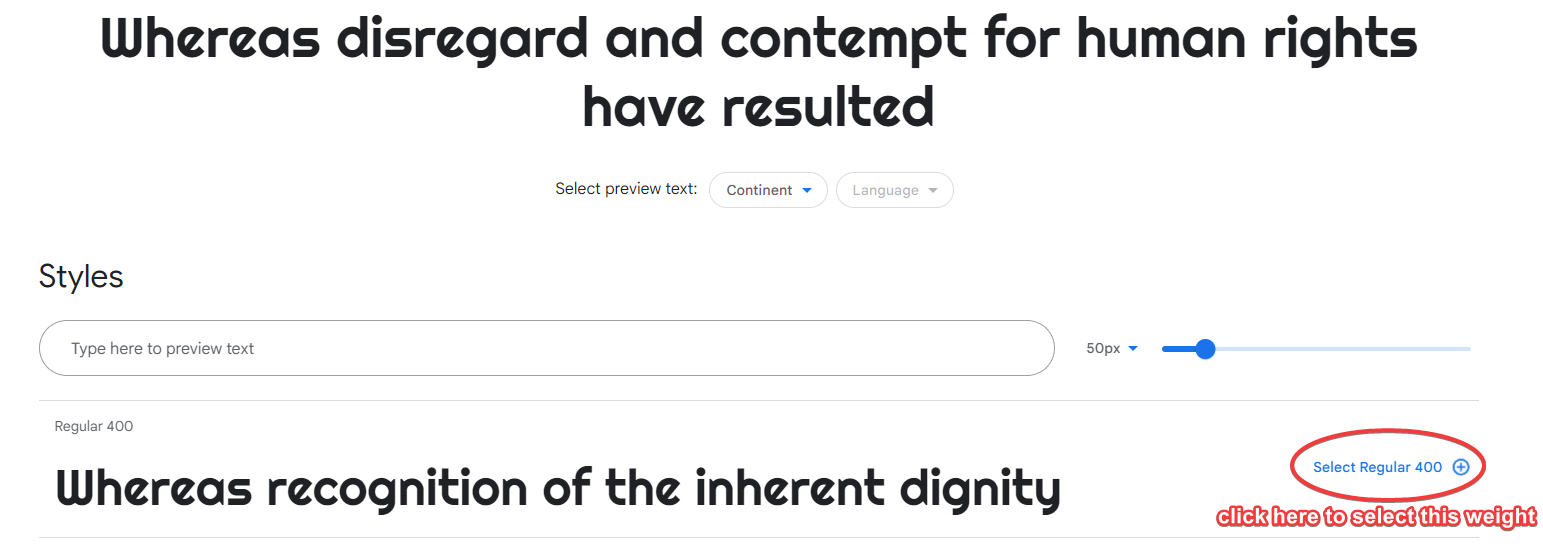 Whereas disregard and contempt for human rights
have resulted
Select preview text: Continent Language
Styles
Type here to preview text 50px
Regular 400
Select Regular 400
Whereas recognition of the inherent dignity
click here to select this weight